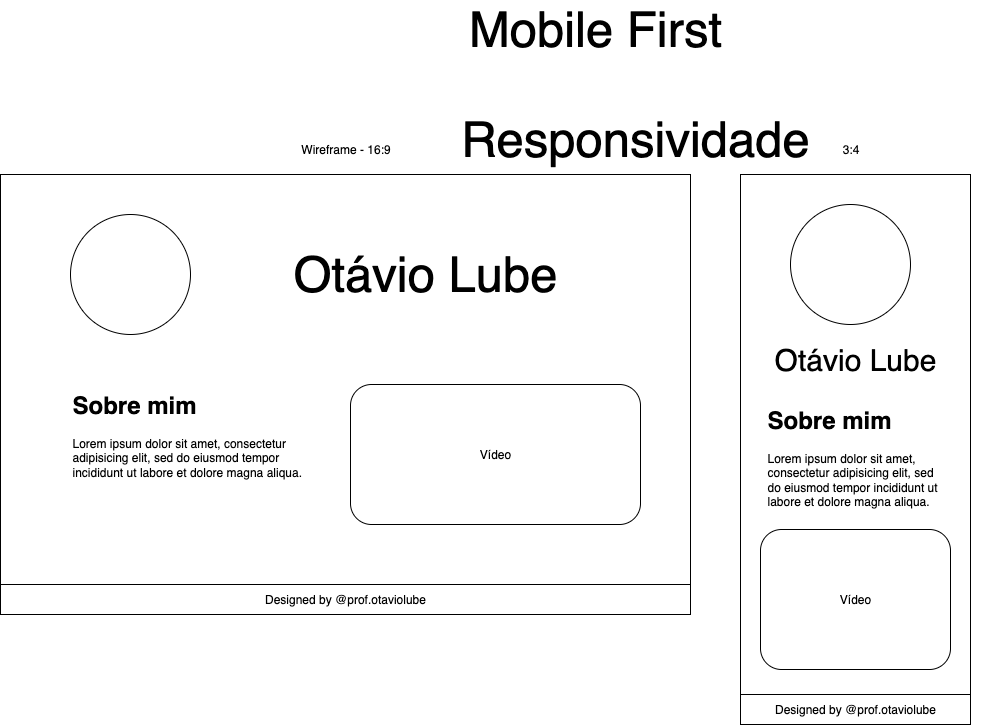 Mobile First
Responsividade
Wireframe - 16:9
3:4
Otávio Lube
Sobre mim
Lorem ipsum dolor sit amet, consectetur
adipisicing elit, sed do eiusmod tempor
incididunt ut labore et dolore magna aliqua.
Vídeo
Designed by @prof.otaviolube
Otávio Lube
Sobre mim
Lorem ipsum dolor sit amet,
consectetur adipisicing elit, sed
do eiusmod tempor incididunt ut
labore et dolore magna aliqua.
Vídeo
Designed by @prof.otaviolube